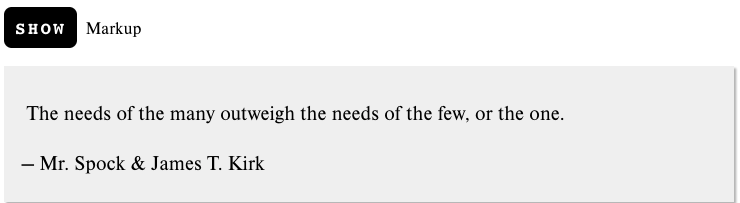 SHOW Markup
The needs of the many outweigh the needs of the few, or the one.
— Mr. Spock & James T. Kirk